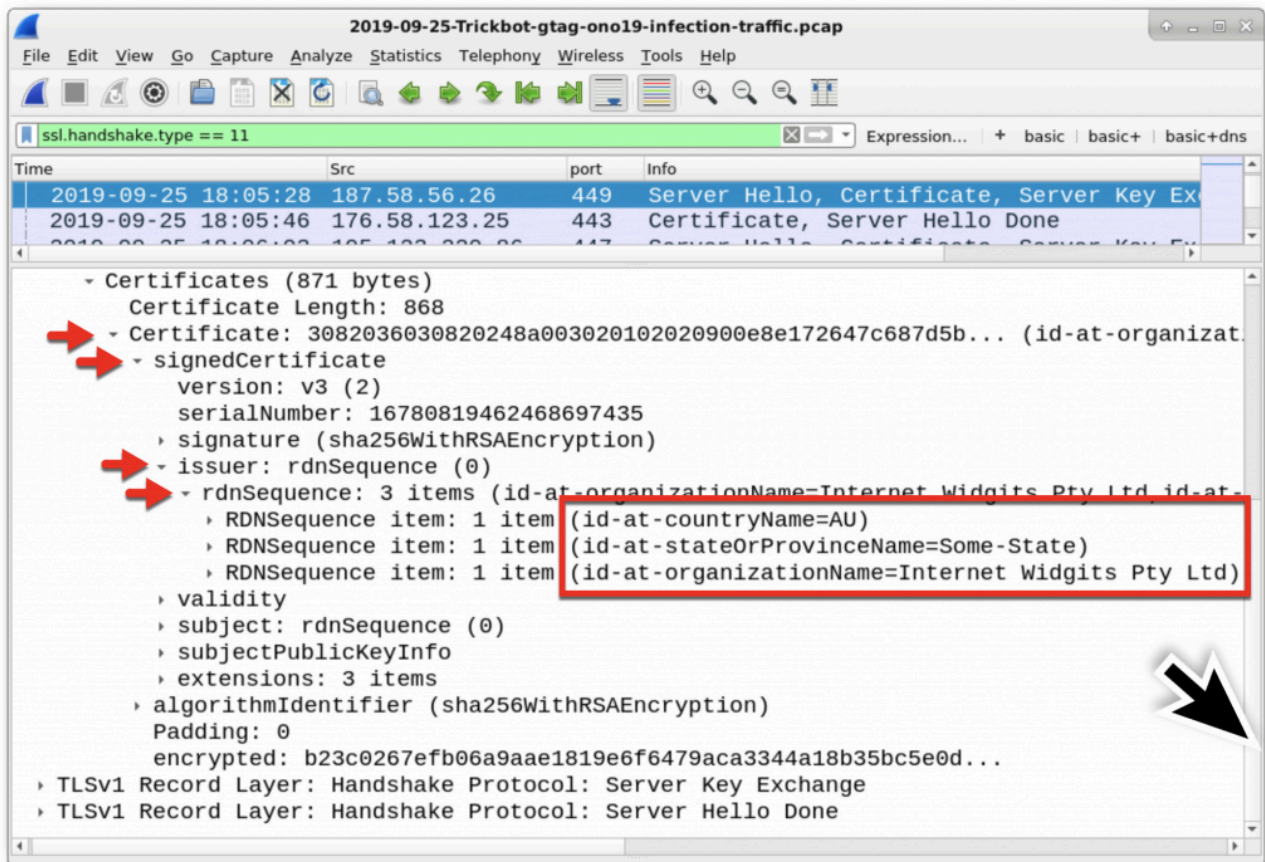 2019-09-25-Trickbot-gtag-ono19-infection-traffic.pcap
File Edit View Go Capture Analyze Statistics Telephony Wireless Tools Help
ssl.handshake.type == 11 Expression... + basic basic+ basic+dns
Time Src port Info
2019-09-25 18:05:28 187.58.56.26 449 Server Hello, Certificate, Server Key Ex
2019-09-25 18:05:46 176.58.123.25 443 Certificate, Server Hello Done
Certificates (871 bytes)
Certificate Length: 868
Certificate: 3082036030820248a003020102020900e8e172647c687d5b... (id-at-organizat
signedCertificate
version: v3 (2)
serialNumber: 16780819462468697435
signature (sha256WithRSAEncryption)
issuer: rdnSequence (0)
rdnSequence: 3 items (id-at-organizationName=Internet Widgits Pty Ltd,id-at-
RDNSequence item: 1 item (id-at-countryName=AU)
RDNSequence item: 1 item (id-at-stateOrProvinceName=Some-State)
RDNSequence item: 1 item (id-at-organizationName=Internet Widgits Pty Ltd)
validity
subject: rdnSequence (0)
subjectPublicKeyInfo
extensions: 3 items
algorithmIdentifier (sha256WithRSAEncryption)
Padding: 0
encrypted: b23c0267efb06a9aae1819e6f6479aca3344a18b35bc5e0d...
TLSv1 Record Layer: Handshake Protocol: Server Key Exchange
TLSv1 Record Layer: Handshake Protocol: Server Hello Done